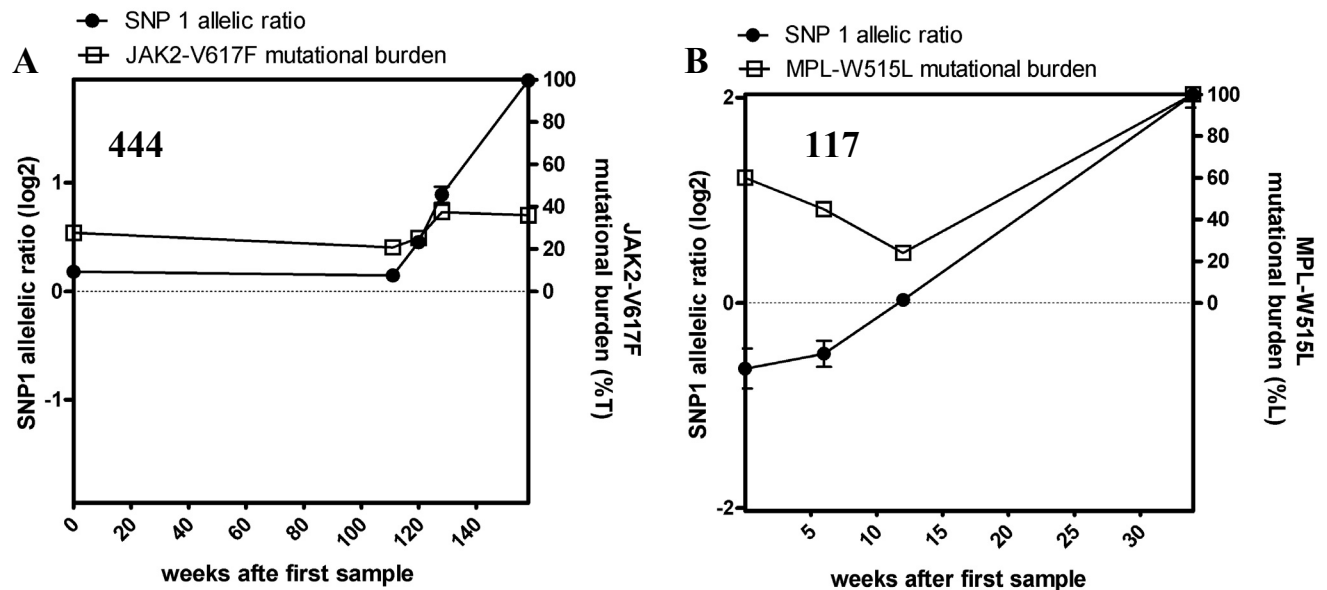 A
SNP 1 allelic ratio
JAK2-V617F mutational burden
444
SNP1 allelelic ratio (log2)
1
0
-1
100
80
60
40
20
0
JAK2-V617F
mutational burden (%T)
0
20
40
60
80
100
120
140
weeks afte first sample
B
SNP 1 allelic ratio
MPL-W515L mutational burden
117
SNP1 allelelic ratio (log2)
2
0
-2
100
80
60
40
20
0
MPL-W515L
mutational burden (%L)
5
10
15
20
25
30
weeks after first sample